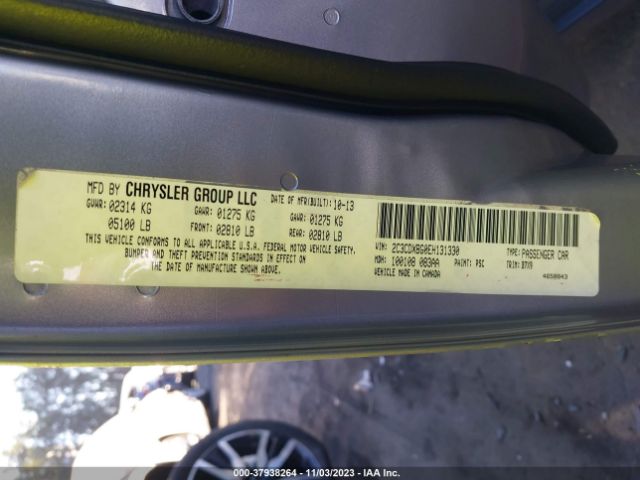 MFD BY CHRYSLER GROUP LLC DATE OF MFR(BUILT): 10-13
GVWR: 02314 KG GAWR: 01275 KG GAWR: 01275 KG
05100 LB FRONT: 02810 LB REAR: 02810 LB
THIS VEHICLE CONFORMS TO ALL APPLICABLE U.S.A. FEDERAL MOTOR VEHICLE SAFETY,
BUMPER AND THEFT PREVENTION STANDARDS IN EFFECT ON
THE DATE OF MANUFACTURE SHOWN ABOVE.
VIN: 2C3CDXBG0EH131330 TYPE: PASSENGER CAR
MDH: 100108 083AA PAINT: PSC TRIM: B7X9
VEHICLE MADE IN CANADA 4650843
000-37938264 - 11/03/2023 - IAA Inc.